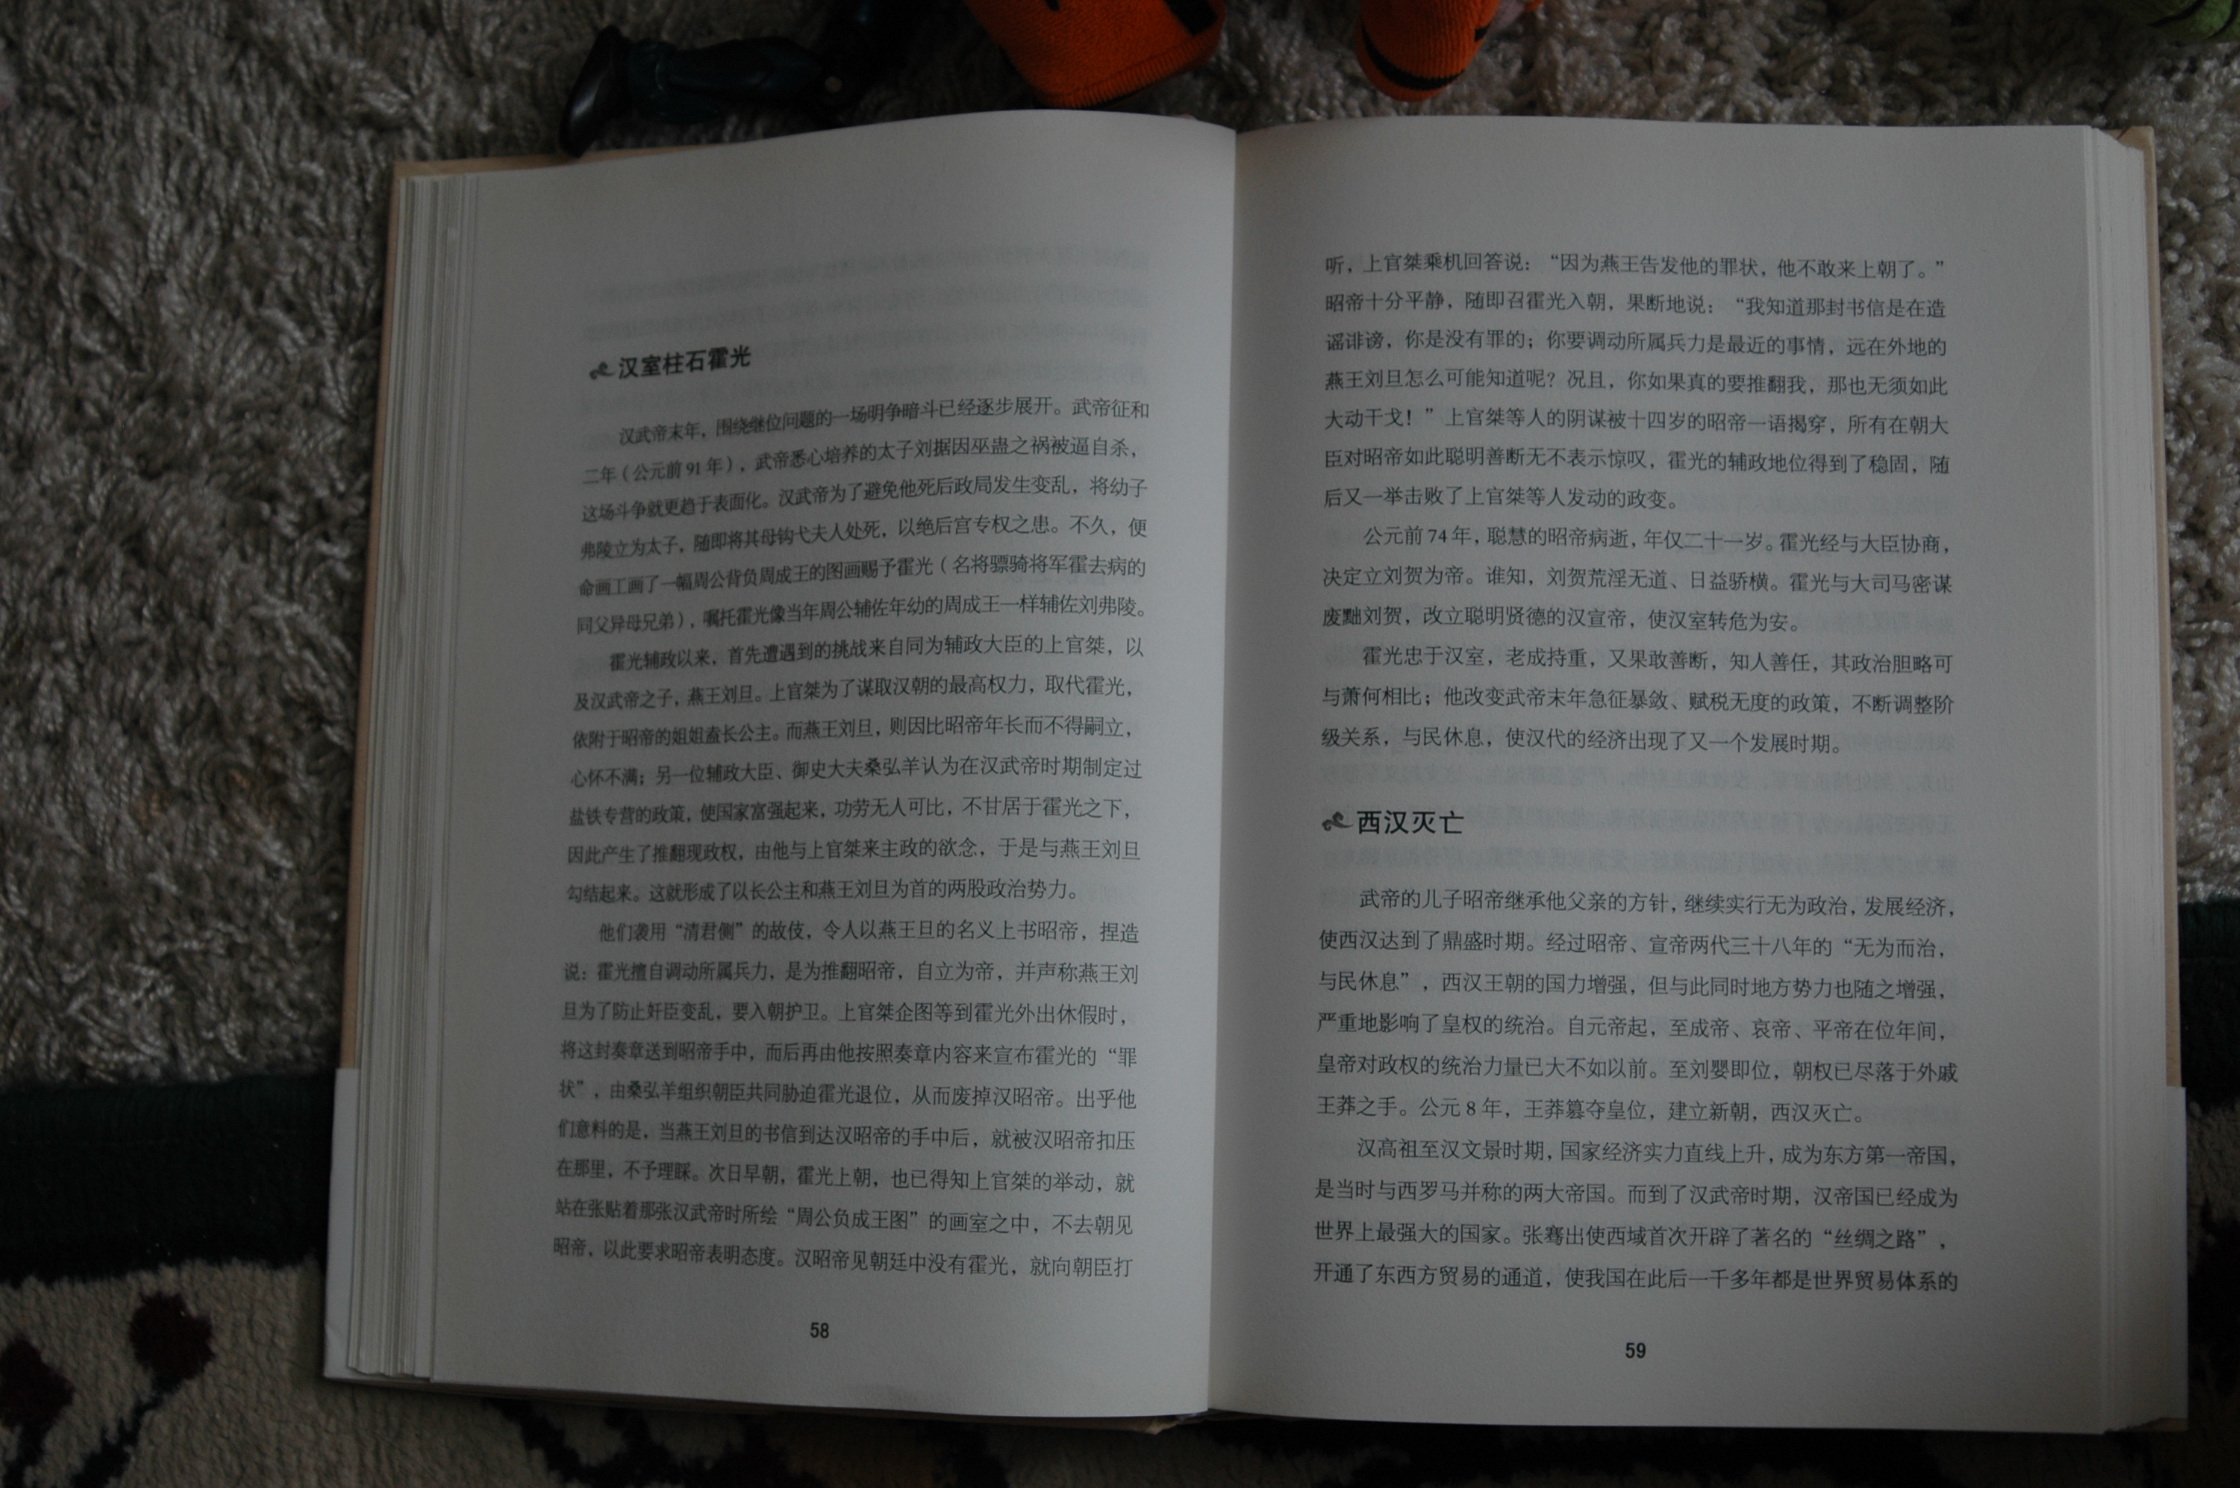 汉室柱石霍光
汉武帝末年，围绕继位问题的一场明争暗斗已经逐步展开。武帝征和
二年（公元前91年），武帝悉心培养的太子刘据因巫蛊之祸被逼自杀，
这场斗争就更趋于表面化。汉武帝为了避免他死后政局发生变乱，将幼子
弗陵立为太子，随即将其母钩弋夫人处死，以绝后宫专权之患。不久，便
命画工画了一幅周公背负周成王的图画赐予霍光（名将骠骑将军霍去病的
同父异母兄弟），嘱托霍光像当年周公辅佐年幼的周成王一样辅佐刘弗陵。
霍光辅政以来，首先遭遇到的挑战来自同为辅政大臣的上官桀，以
及汉武帝之子，燕王刘旦。上官桀为了谋取汉朝的最高权力，取代霍光，
依附于昭帝的姐姐盍长公主。而燕王刘旦，则因比昭帝年长而不得嗣立，
心怀不满；另一位辅政大臣、御史大夫桑弘羊认为在汉武帝时期制定过
盐铁专营的政策，使国家富强起来，功劳无人可比，不甘居于霍光之下，
因此产生了推翻现政权，由他与上官桀来主政的欲念，于是与燕王刘旦
勾结起来。这就形成了以长公主和燕王刘旦为首的两股政治势力。
他们袭用“清君侧”的故伎，令人以燕王旦的名义上书昭帝，捏造
说：霍光擅自调动所属兵力，是为推翻昭帝，自立为帝，并声称燕王刘
旦为了防止奸臣变乱，要入朝护卫。上官桀企图等到霍光外出休假时，
将这封奏章送到昭帝手中，而后再由他按照奏章内容来宣布霍光的“罪
状”，由桑弘羊组织朝臣共同胁迫霍光退位，从而废掉汉昭帝。出乎他
们意料的是，当燕王刘旦的书信到达汉昭帝的手中后，就被汉昭帝扣压
在那里，不予理睬。次日早朝，霍光上朝，也已得知上官桀的举动，就
站在张贴着那张汉武帝时所绘“周公负成王图”的画室之中，不去朝见
昭帝，以此要求昭帝表明态度。汉昭帝见朝廷中没有霍光，就向朝臣打
58
听，上官桀乘机回答说：“因为燕王告发他的罪状，他不敢来上朝了。”
昭帝十分平静，随即召霍光入朝，果断地说：“我知道那封书信是在造
谣诽谤，你是没有罪的；你要调动所属兵力是最近的事情，远在外地的
燕王刘旦怎么可能知道呢？况且，你如果真的要推翻我，那也无须如此
大动干戈！”上官桀等人的阴谋被十四岁的昭帝一语揭穿，所有在朝大
臣对昭帝如此聪明善断无不表示惊叹，霍光的辅政地位得到了稳固，随
后又一举击败了上官桀等人发动的政变。
公元前74年，聪慧的昭帝病逝，年仅二十一岁。霍光经与大臣协商，
决定立刘贺为帝。谁知，刘贺荒淫无道、日益骄横。霍光与大司马密谋
废黜刘贺，改立聪明贤德的汉宣帝，使汉室转危为安。
霍光忠于汉室，老成持重，又果敢善断，知人善任，其政治胆略可
与萧何相比；他改变武帝末年急征暴敛、赋税无度的政策，不断调整阶
级关系，与民休息，使汉代的经济出现了又一个发展时期。
西汉灭亡
武帝的儿子昭帝继承他父亲的方针，继续实行无为政治，发展经济，
使西汉达到了鼎盛时期。经过昭帝、宣帝两代三十八年的“无为而治，
与民休息”，西汉王朝的国力增强，但与此同时地方势力也随之增强，
严重地影响了皇权的统治。自元帝起，至成帝、哀帝、平帝在位年间，
皇帝对政权的统治力量已大不如以前。至刘婴即位，朝权已尽落于外戚
王莽之手。公元8年，王莽篡夺皇位，建立新朝，西汉灭亡。
汉高祖至汉文景时期，国家经济实力直线上升，成为东方第一帝国，
是当时与西罗马并称的两大帝国。而到了汉武帝时期，汉帝国已经成为
世界上最强大的国家。张骞出使西域首次开辟了著名的“丝绸之路”，
开通了东西方贸易的通道，使我国在此后一千多年都是世界贸易体系的
59